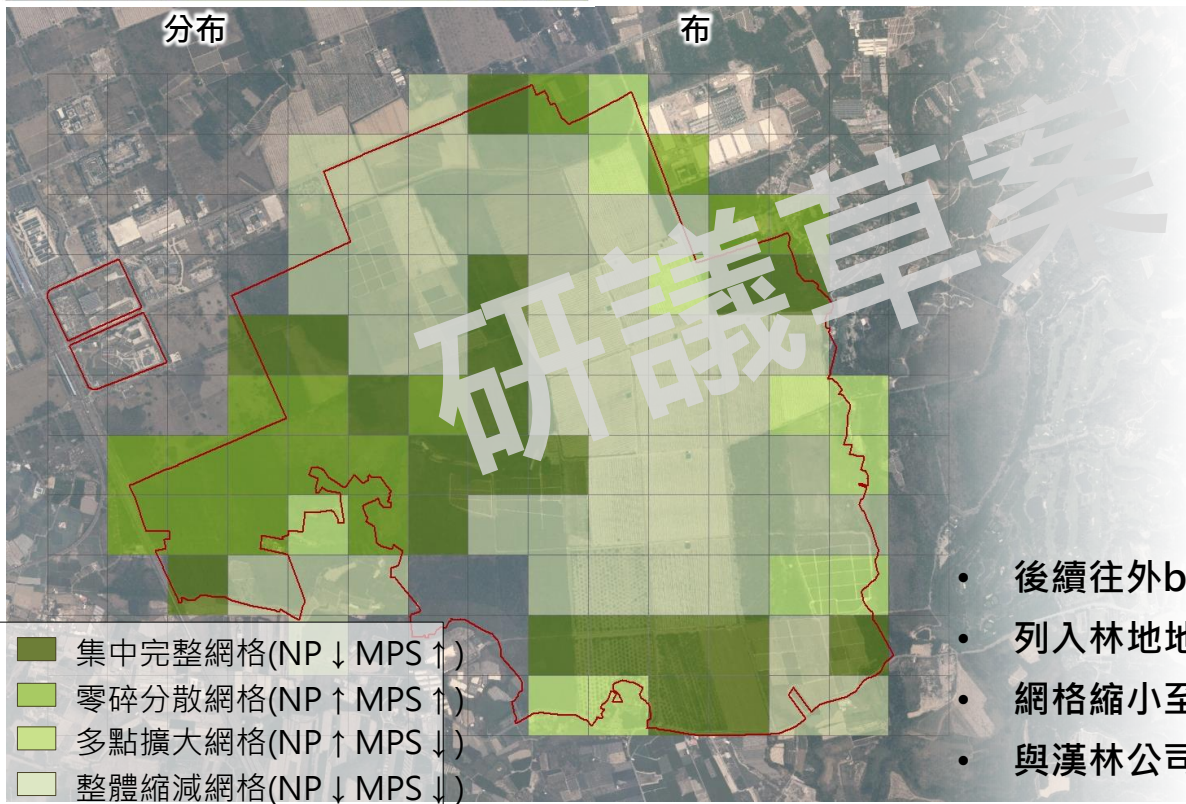 分布
布
研議草案
• 後續往外b
• 列入林地地
• 網格縮小至
• 與漢林公司
集中完整網格(NP↓MPS↑)
零碎分散網格(NP↑MPS↑)
多點擴大網格(NP↑MPS↓)
整體縮減網格(NP↓MPS↓)